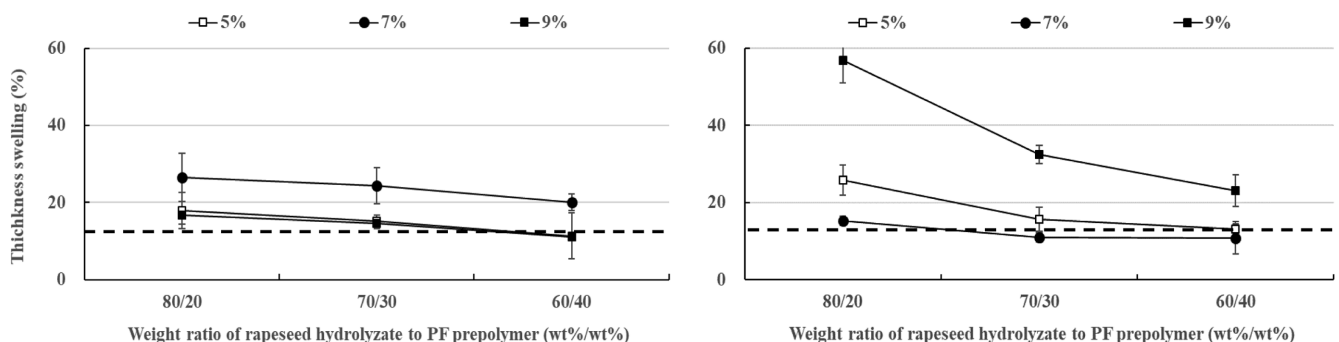 5% 7% 9%
60
40
20
0
Thichkness swelling (%)
80/20 70/30 60/40
Weight ratio of rapeseed hydrolyzate to PF prepolymer (wt%/wt%)
5% 7% 9%
60
40
20
0
80/20 70/30 60/40
Weight ratio of rapeseed hydrolyzate to PF prepolymer (wt%/wt%)